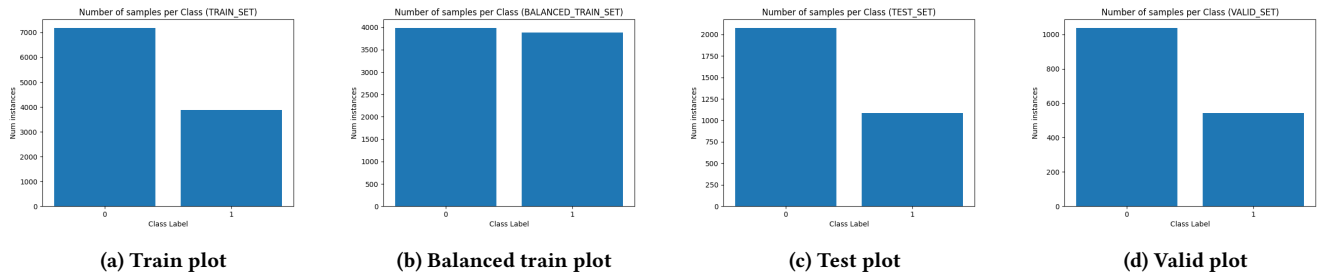 Number of samples per Class (TRAIN_SET)
Num instances
7000
6000
5000
4000
3000
2000
1000
0
0 1
Class Label
(a) Train plot
Number of samples per Class (BALANCED_TRAIN_SET)
Num instances
4000
3500
3000
2500
2000
1500
1000
500
0
0 1
Class Label
(b) Balanced train plot
Number of samples per Class (TEST_SET)
Num instances
2000
1750
1500
1250
1000
750
500
250
0
0 1
Class Label
(c) Test plot
Number of samples per Class (VALID_SET)
Num instances
1000
800
600
400
200
0
0 1
Class Label
(d) Valid plot